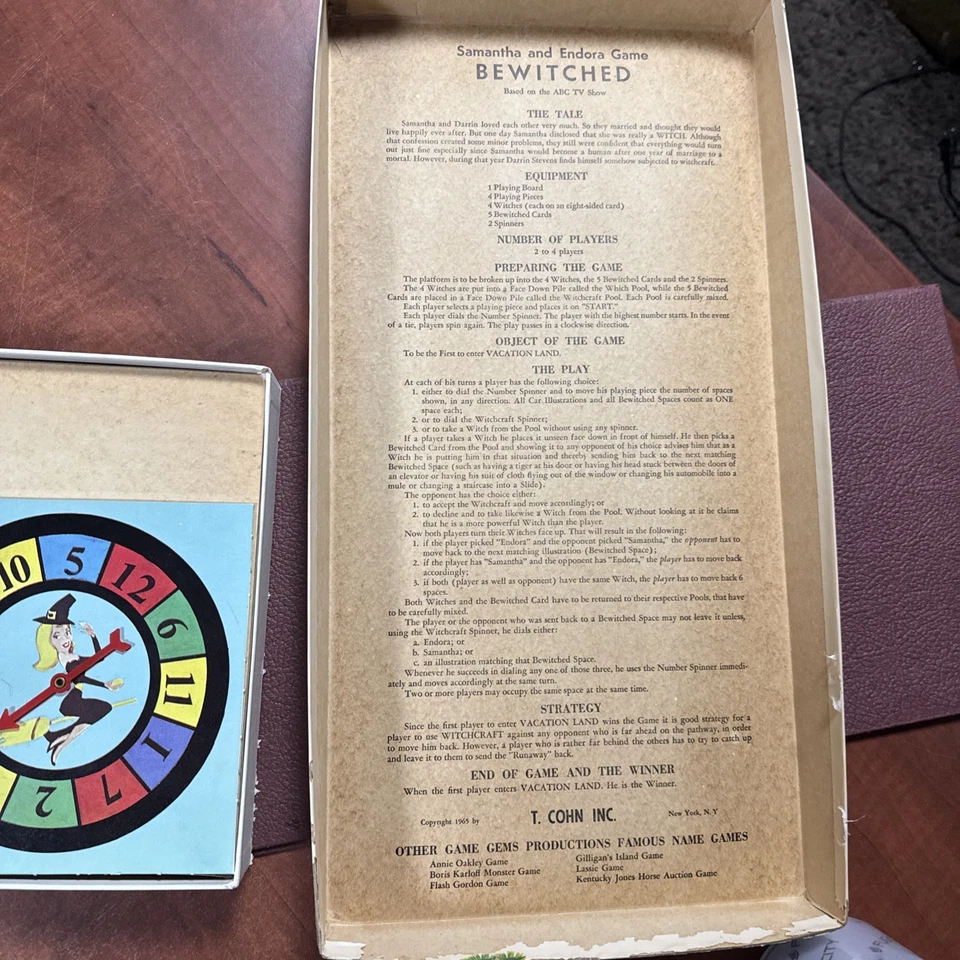 Samantha and Endora Game
BEWITCHED
Based on the ABC TV Show
THE TALE
Samantha and Darrin loved each other very much. So they married and thought they would
live happily ever after. But one day Samantha disclosed that she was really a WITCH. Although
that confession created some minor problems, they still were confident that everything would turn
out just fine especially since Samantha would become a human after one year of marriage to a
mortal. However, during that year Darrin Stevens finds himself somehow subjected to witchcraft.
EQUIPMENT
1 Playing Board
4 Playing Pieces
4 Witches (each on an eight-sided card)
5 Bewitched Cards
2 Spinners
NUMBER OF PLAYERS
2 to 4 players
PREPARING THE GAME
The platform is to be broken up into the 4 Witches, the 5 Bewitched Cards and the 2 Spinners.
The 4 Witches are put into a Face Down Pile called the Which Pool, while the 5 Bewitched
Cards are placed in a Face Down Pile called the Witchcraft Pool. Each Pool is carefully mixed.
Each player selects a playing piece and places it on "START."
Each player dials the Number Spinner. The player with the highest number starts. In the event
of a tie, players spin again. The play passes in a clockwise direction.
OBJECT OF THE GAME
To be the First to enter VACATION LAND.
THE PLAY
At each of his turns a player has the following choice:
1. either to dial the Number Spinner and to move his playing piece the number of spaces
shown, in any direction. All Car Illustrations and all Bewitched Spaces count as ONE
space each;
2. or to dial the Witchcraft Spinner;
3. or to take a Witch from the Pool without using any spinner.
If a player takes a Witch he places it unseen face down in front of himself. He then picks a
Bewitched Card from the Pool and showing it to any opponent of his choice advises him that as a
Witch he is putting him in that situation and thereby sending him back to the next matching
Bewitched Space (such as having a tiger at his door or having his head stuck between the doors of
an elevator or having his suit of cloth flying out of the window or changing his automobile into a
mule or changing a staircase into a Slide).
The opponent has the choice either:
1. to accept the Witchcraft and move accordingly; or
2. to decline and to take likewise a Witch from the Pool. Without looking at it he claims
that he is a more powerful Witch than the player.
Now both players turn their Witches face up. That will result in the following:
1. if the player picked "Endora" and the opponent picked "Samantha," the opponent has to
move back to the next matching illustration (Bewitched Space);
2. if the player has "Samantha" and the opponent has "Endora," the player has to move back
accordingly;
3. if both (player as well as opponent) have the same Witch, the player has to move back 6
spaces.
Both Witches and the Bewitched Card have to be returned to their respective Pools, that have
to be carefully mixed.
The player or the opponent who was sent back to a Bewitched Space may not leave it unless,
using the Witchcraft Spinner, he dials either:
a. Endora; or
b. Samantha; or
c. an illustration matching that Bewitched Space.
Whenever he succeeds in dialing any one of those three, he uses the Number Spinner immedi-
ately and moves accordingly at the same turn.
Two or more players may occupy the same space at the same time.
STRATEGY
Since the first player to enter VACATION LAND wins the Game it is good strategy for a
player to use WITCHCRAFT against any opponent who is far ahead on the pathway, in order
to move him back. However, a player who is rather far behind the others has to try to catch up
and leave it to them to send the "Runaway" back.
END OF GAME AND THE WINNER
When the first player enters VACATION LAND. He is the Winner.
Copyright 1965 by T. COHN INC. New York, N. Y
OTHER GAME GEMS PRODUCTIONS FAMOUS NAME GAMES
Annie Oakley Game
Boris Karloff Monster Game
Flash Gordon Game
Gilligan's Island Game
Lassie Game
Kentucky Jones Horse Auction Game
10
5
12
6
11
1
7
2